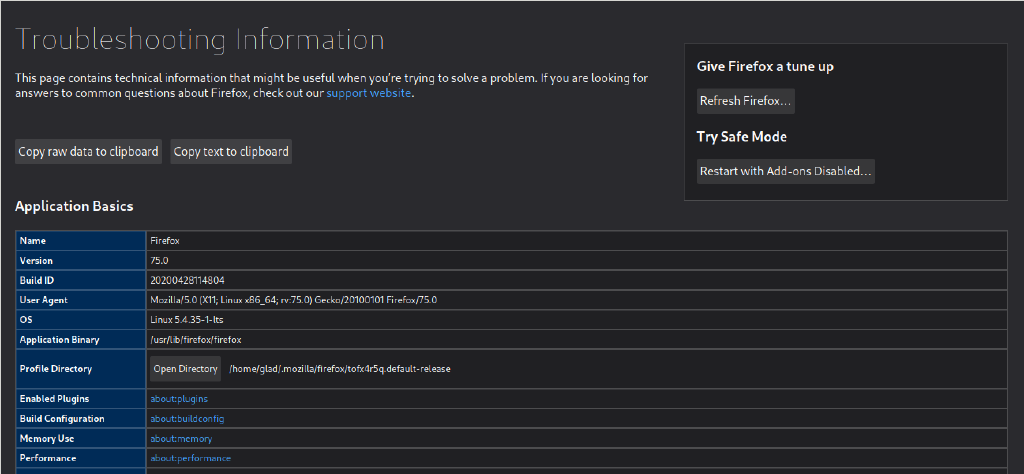 Troubleshooting Information
This page contains technical information that might be useful when you're trying to solve a problem. If you are looking for
answers to common questions about Firefox, check out our support website.
Copy raw data to clipboard Copy text to clipboard
Give Firefox a tune up
Refresh Firefox...
Try Safe Mode
Restart with Add-ons Disabled...
Application Basics
Name Firefox
Version 75.0
Build ID 20200428114804
User Agent Mozilla/5.0 (X11; Linux x86_64; rv:75.0) Gecko/20100101 Firefox/75.0
OS Linux 5.4.35-1-lts
Application Binary /usr/lib/firefox/firefox
Profile Directory Open Directory /home/glad/.mozilla/firefox/tofx4r5q.default-release
Enabled Plugins about:plugins
Build Configuration about:buildconfig
Memory Use about:memory
Performance about:performance